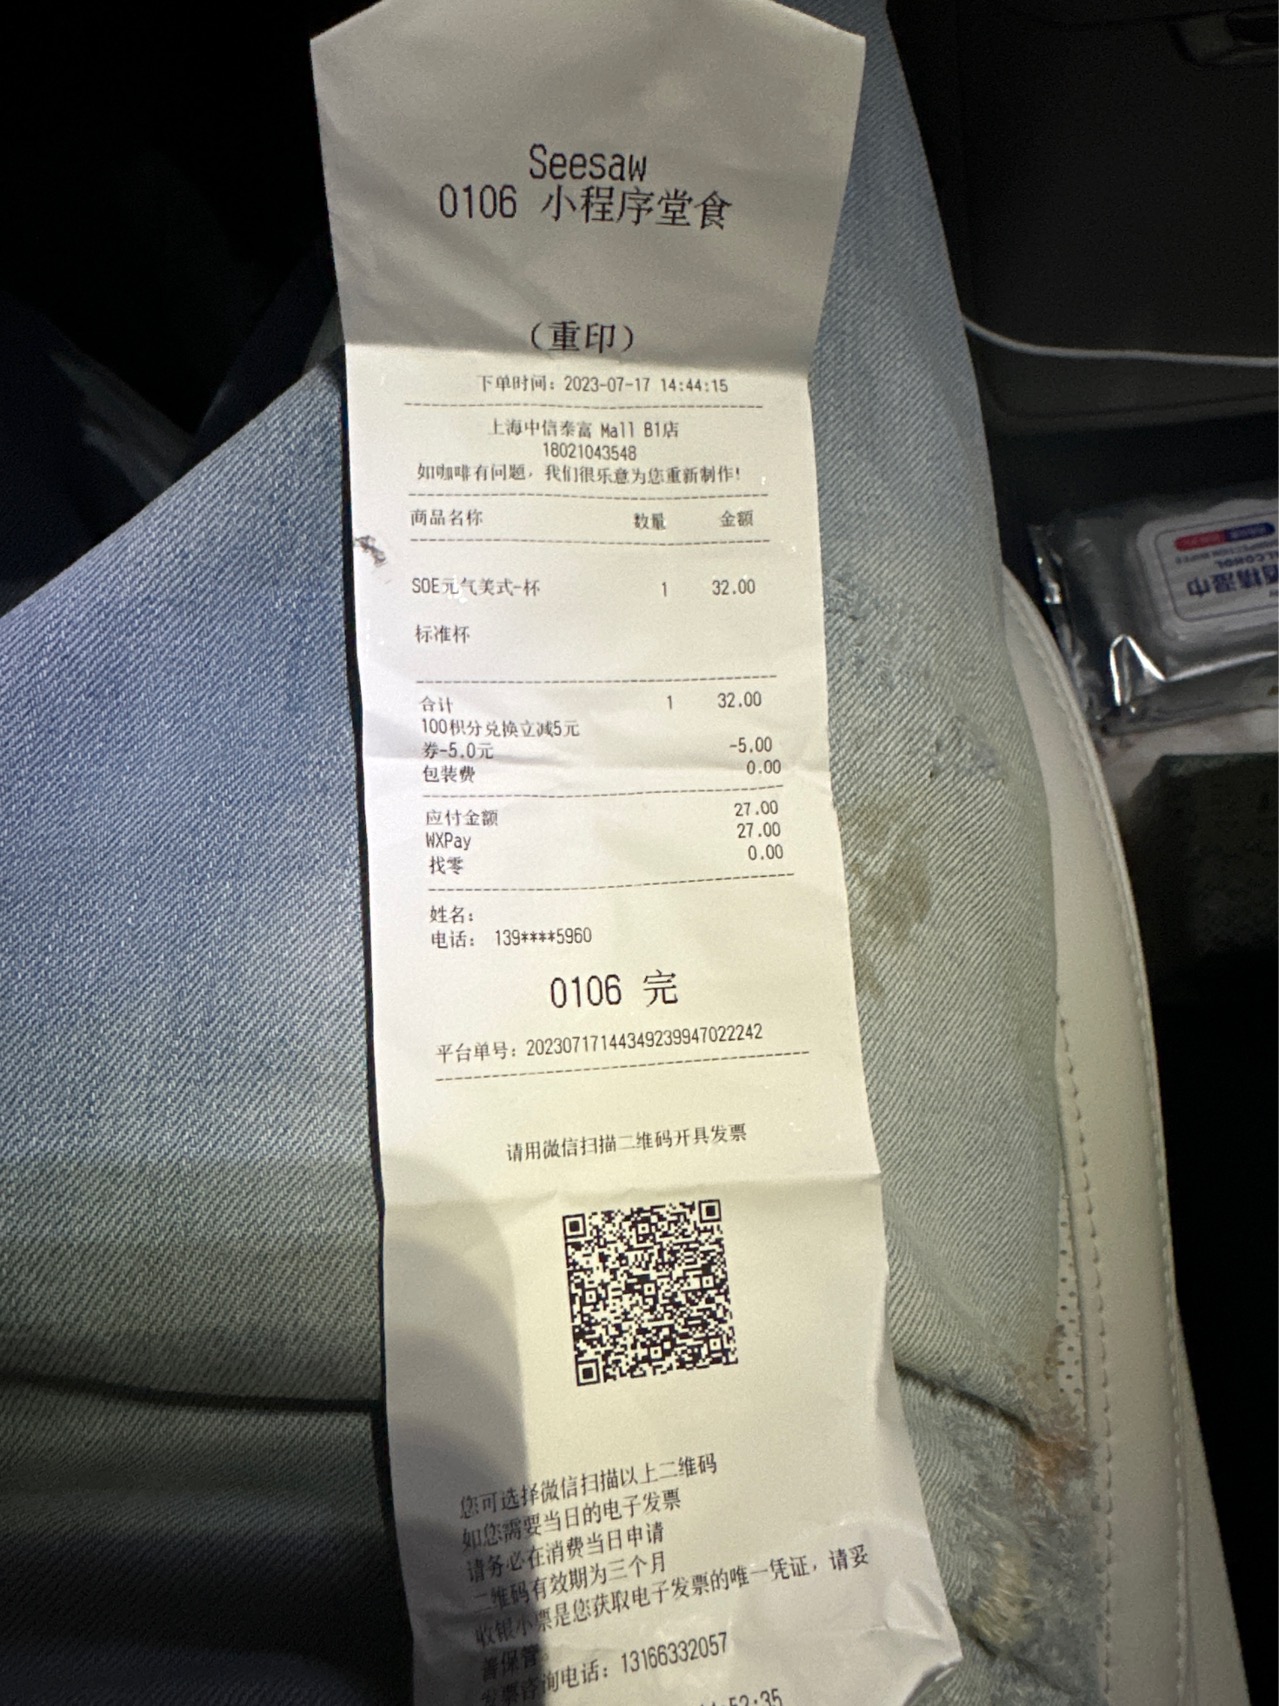 Seesaw
0106 小程序堂食
(重印)
下单时间：2023-07-17 14:44:15
上海中信泰富 Mall B1店
18021043548
如咖啡有问题，我们很乐意为您重新制作！
商品名称 数量 金额
SOE元气美式-杯 1 32.00
标准杯
合计 1 32.00
100积分兑换立减5元
券-5.0元 -5.00
包装费 0.00
应付金额 27.00
WXPay 27.00
找零 0.00
姓名：
电话： 139****5960
0106 完
平台单号：20230717144349239947022242
请用微信扫描二维码开具发票
您可选择微信扫描以上二维码
如您需要当日的电子发票
请务必在消费当日申请
二维码有效期为三个月
收银小票是您获取电子发票的唯一凭证，请妥
善保管。
发票咨询电话：13166332057
:52:35
酒精湿巾